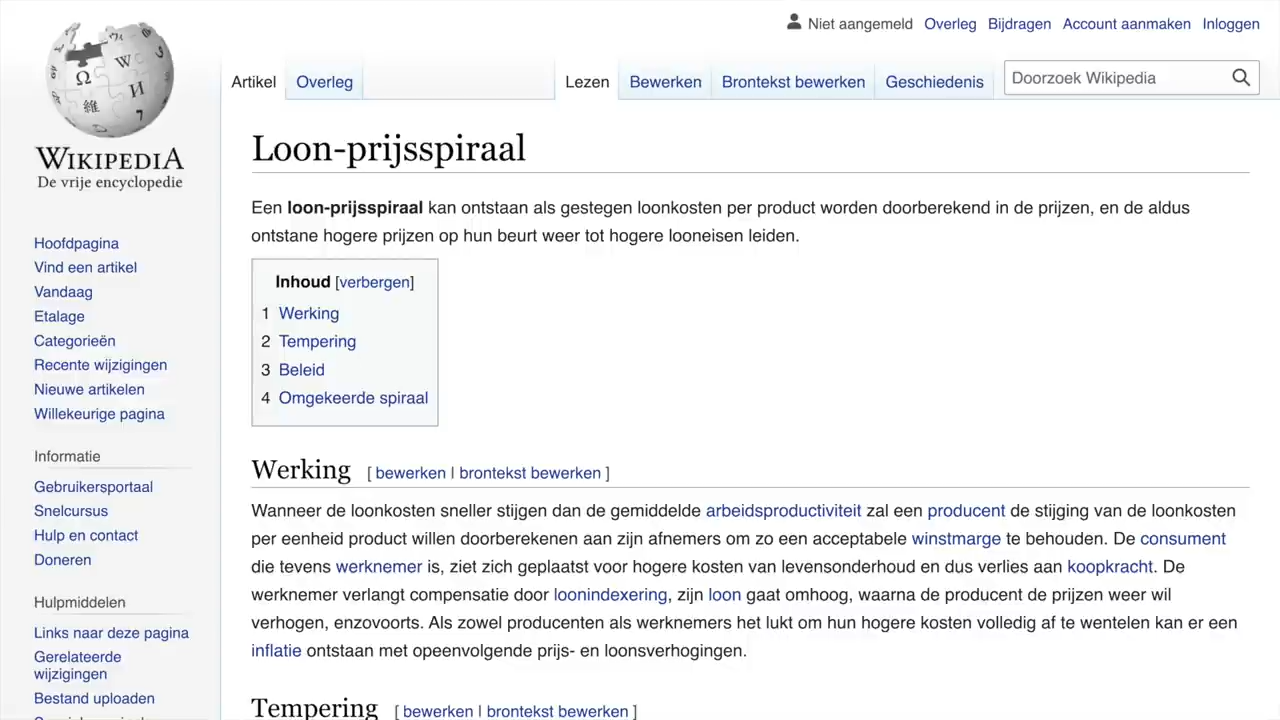 Niet aangemeld Overleg Bijdragen Account aanmaken Inloggen
Artikel Overleg Lezen Bewerken Brontekst bewerken Geschiedenis Doorzoek Wikipedia
WIKIPEDIA
De vrije encyclopedie
Hoofdpagina
Vind een artikel
Vandaag
Etalage
Categorieën
Recente wijzigingen
Nieuwe artikelen
Willekeurige pagina
Informatie
Gebruikersportaal
Snelcursus
Hulp en contact
Doneren
Hulpmiddelen
Links naar deze pagina
Gerelateerde
wijzigingen
Bestand uploaden
Loon-prijsspiraal
Een loon-prijsspiraal kan ontstaan als gestegen loonkosten per product worden doorberekend in de prijzen, en de aldus
ontstane hogere prijzen op hun beurt weer tot hogere looneisen leiden.
Inhoud [verbergen]
1 Werking
2 Tempering
3 Beleid
4 Omgekeerde spiraal
Werking [ bewerken | brontekst bewerken ]
Wanneer de loonkosten sneller stijgen dan de gemiddelde arbeidsproductiviteit zal een producent de stijging van de loonkosten
per eenheid product willen doorberekenen aan zijn afnemers om zo een acceptabele winstmarge te behouden. De consument
die tevens werknemer is, ziet zich geplaatst voor hogere kosten van levensonderhoud en dus verlies aan koopkracht. De
werknemer verlangt compensatie door loonindexering, zijn loon gaat omhoog, waarna de producent de prijzen weer wil
verhogen, enzovoorts. Als zowel producenten als werknemers het lukt om hun hogere kosten volledig af te wentelen kan er een
inflatie ontstaan met opeenvolgende prijs- en loonsverhogingen.
Tempering [ bewerken | brontekst bewerken ]